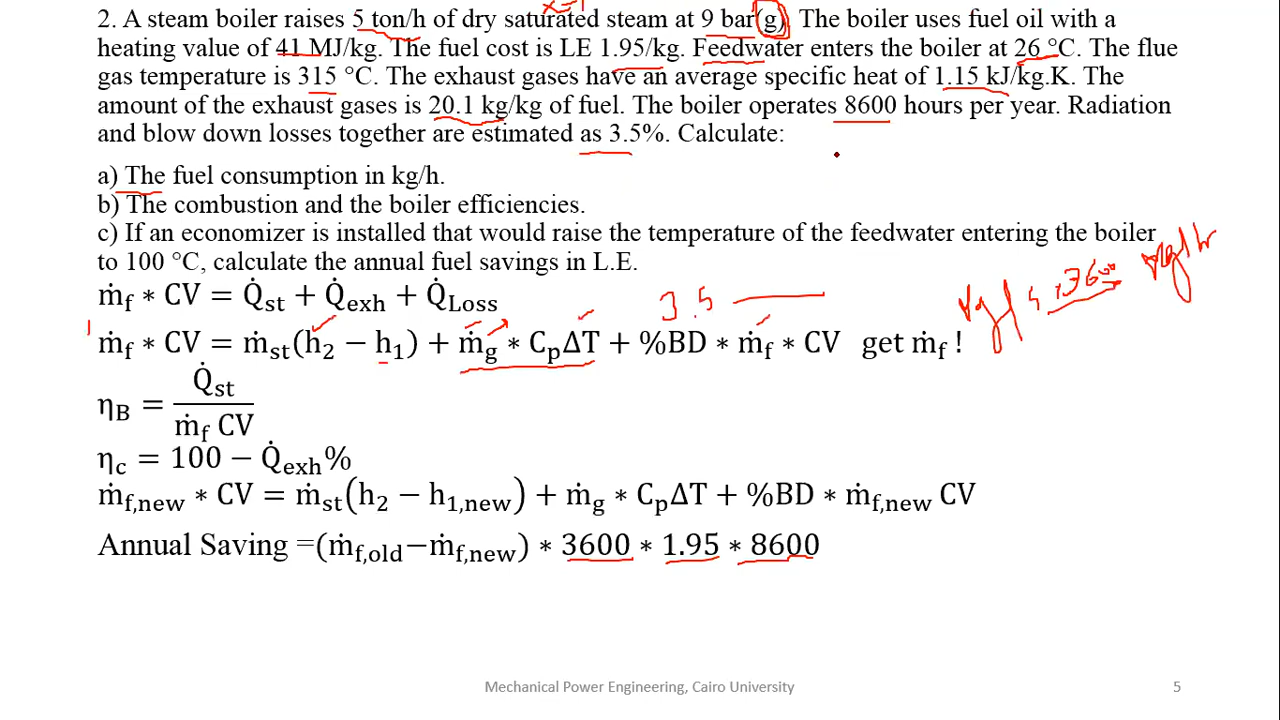 x=1
2. A steam boiler raises 5 ton/h of dry saturated steam at 9 bar(g). The boiler uses fuel oil with a
heating value of 41 MJ/kg. The fuel cost is LE 1.95/kg. Feedwater enters the boiler at 26 °C. The flue
gas temperature is 315 °C. The exhaust gases have an average specific heat of 1.15 kJ/kg.K. The
amount of the exhaust gases is 20.1 kg/kg of fuel. The boiler operates 8600 hours per year. Radiation
and blow down losses together are estimated as 3.5%. Calculate:
a) The fuel consumption in kg/h.
b) The combustion and the boiler efficiencies.
c) If an economizer is installed that would raise the temperature of the feedwater entering the boiler
to 100 °C, calculate the annual fuel savings in L.E.
ṁf ∗ CV = Q̇st + Q̇exh + Q̇Loss
3.5
kg/s *3600 kg/hr
ṁf ∗ CV = ṁst(h2 − h1) + ṁg ∗ CpΔT + %BD ∗ ṁf ∗ CV get ṁf !
ηB = Q̇st / ṁf CV
ηc = 100 − Q̇exh%
ṁf,new ∗ CV = ṁst(h2 − h1,new) + ṁg ∗ CpΔT + %BD ∗ ṁf,new CV
Annual Saving =(ṁf,old−ṁf,new) ∗ 3600 ∗ 1.95 ∗ 8600
Mechanical Power Engineering, Cairo University 5